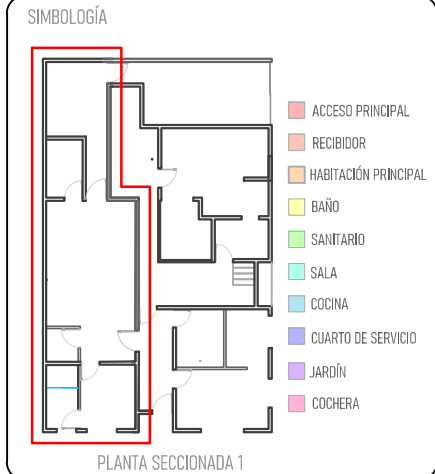 SIMBOLOGÍA
ACCESO PRINCIPAL
RECIBIDOR
HABITACIÓN PRINCIPAL
BAÑO
SANITARIO
SALA
COCINA
CUARTO DE SERVICIO
JARDÍN
COCHERA
PLANTA SECCIONADA 1